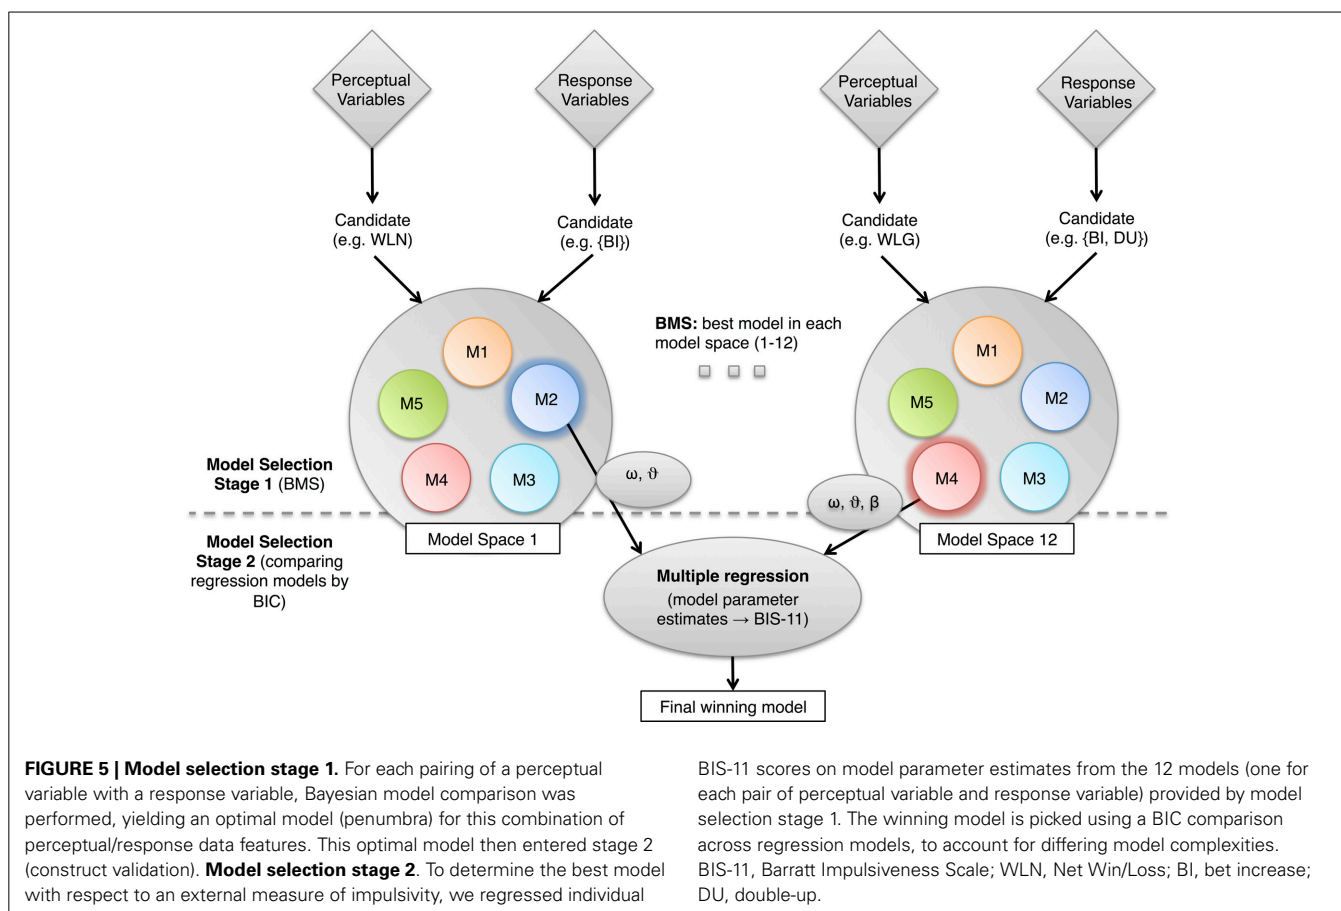 Perceptual
Variables
Response
Variables
Perceptual
Variables
Response
Variables
Candidate
(e.g. WLN)
Candidate
(e.g. {BI})
Candidate
(e.g. WLG)
Candidate
(e.g. {BI, DU})
BMS: best model in each
model space (1-12)
M1
M2
M3
M4
M5
M1
M2
M3
M4
M5
Model Selection
Stage 1 (BMS)
ω, ϑ
ω, ϑ, β
Model Space 1
Model Space 12
Model Selection
Stage 2 (comparing
regression models by
BIC)
Multiple regression
(model parameter
estimates → BIS-11)
Final winning model
FIGURE 5 | Model selection stage 1. For each pairing of a perceptual
variable with a response variable, Bayesian model comparison was
performed, yielding an optimal model (penumbra) for this combination of
perceptual/response data features. This optimal model then entered stage 2
(construct validation). Model selection stage 2. To determine the best model
with respect to an external measure of impulsivity, we regressed individual
BIS-11 scores on model parameter estimates from the 12 models (one for
each pair of perceptual variable and response variable) provided by model
selection stage 1. The winning model is picked using a BIC comparison
across regression models, to account for differing model complexities.
BIS-11, Barratt Impulsiveness Scale; WLN, Net Win/Loss; BI, bet increase;
DU, double-up.